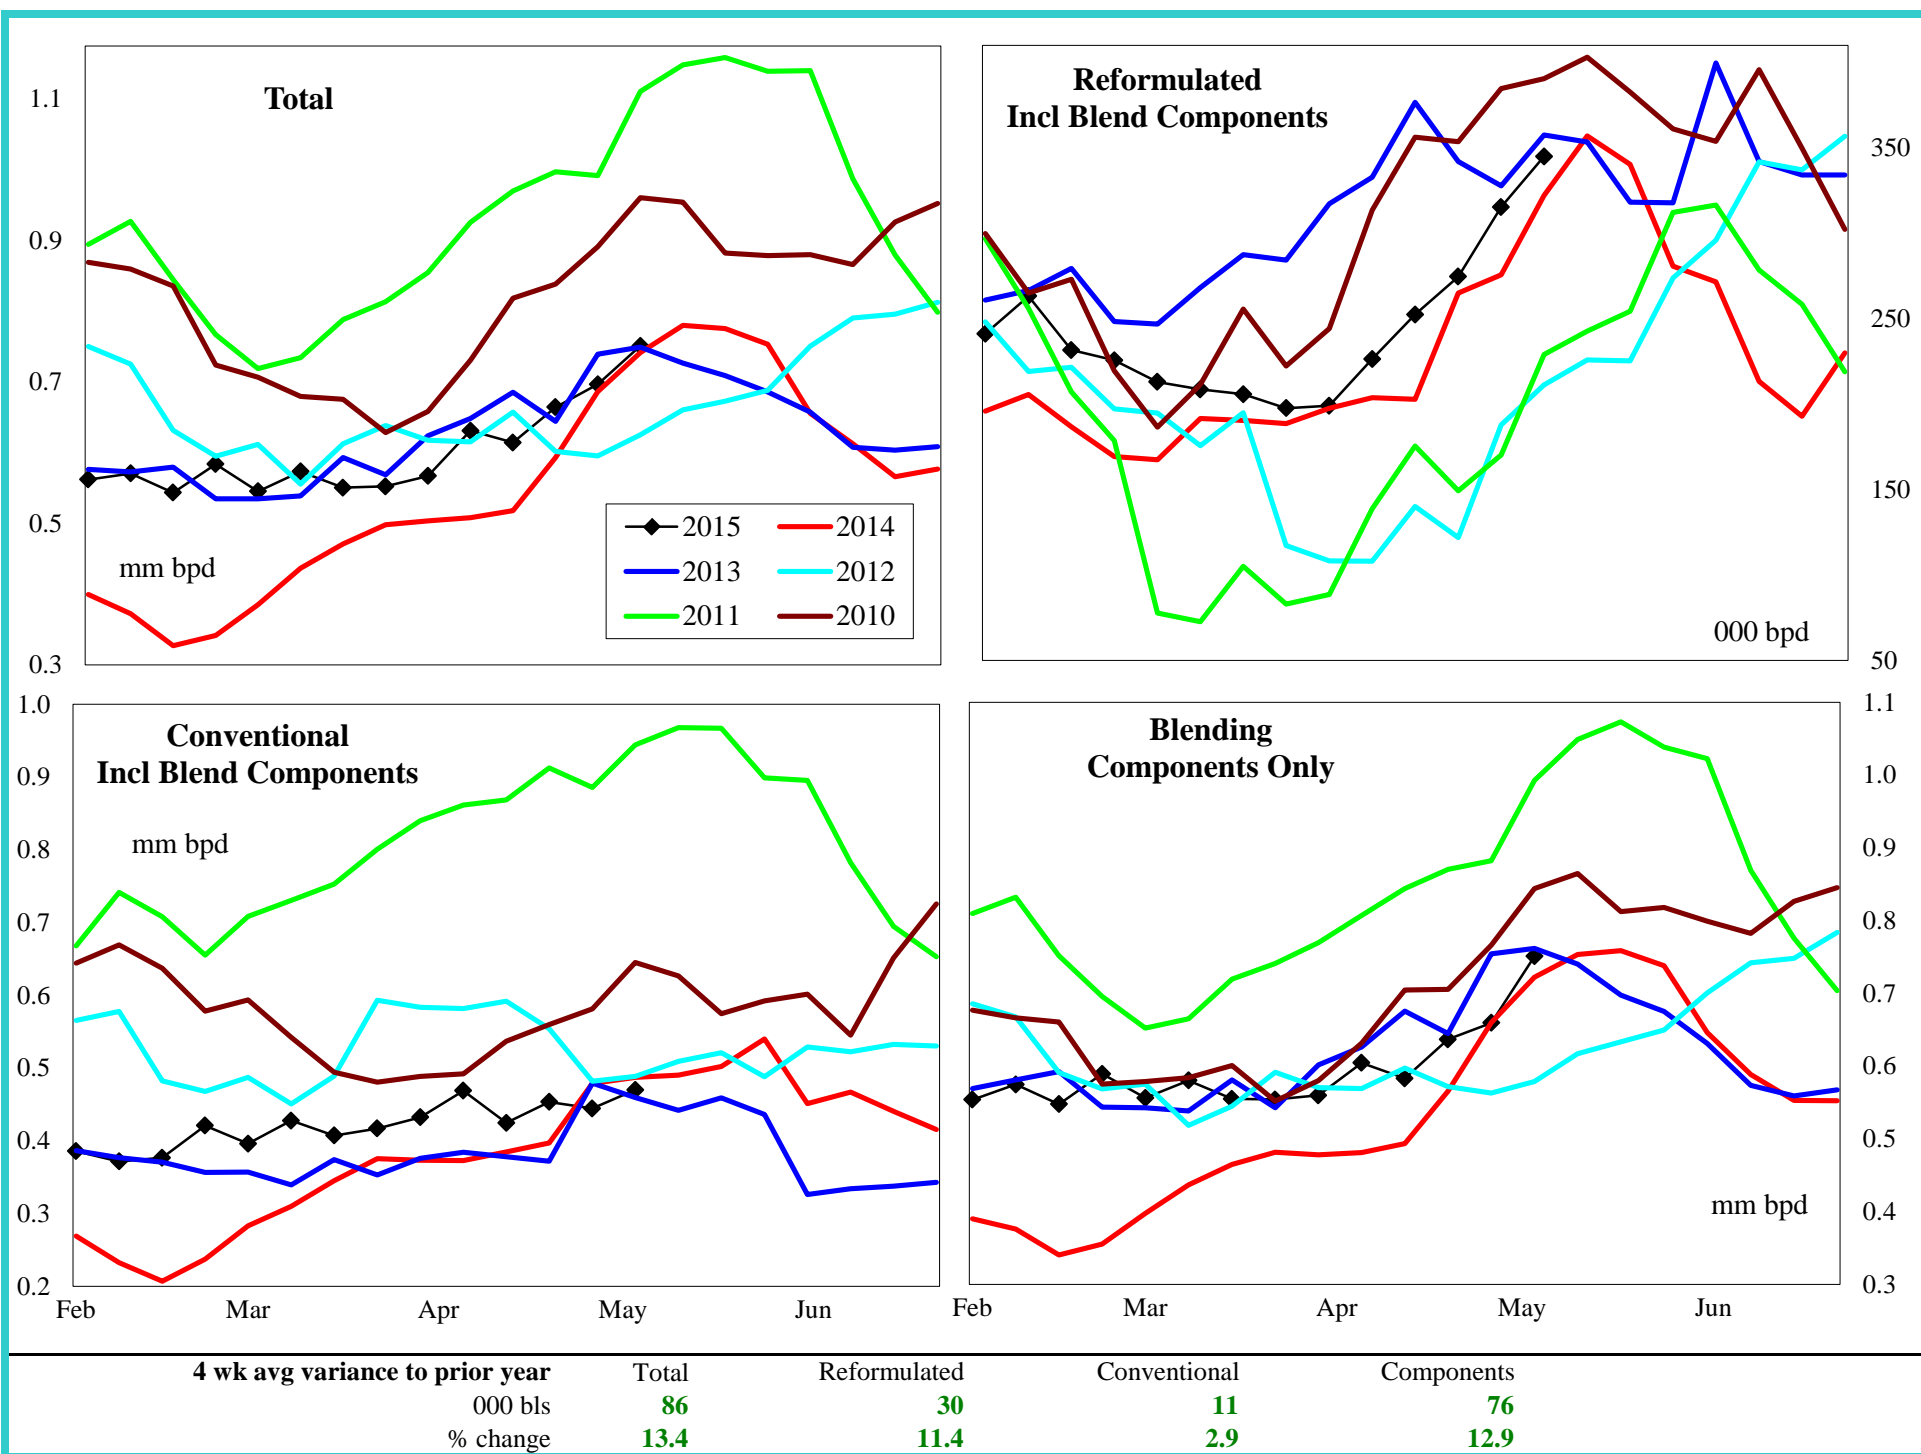 Total
1.1
0.9
0.7
0.5
0.3
mm bpd
2015 2014
2013 2012
2011 2010
Reformulated
Incl Blend Components
350
250
150
50
000 bpd
Conventional
Incl Blend Components
mm bpd
1.0
0.9
0.8
0.7
0.6
0.5
0.4
0.3
0.2
Feb Mar Apr May Jun
Blending
Components Only
1.1
1.0
0.9
0.8
0.7
0.6
0.5
0.4
0.3
mm bpd
Feb Mar Apr May Jun
4 wk avg variance to prior year Total Reformulated Conventional Components
000 bls 86 30 11 76
% change 13.4 11.4 2.9 12.9